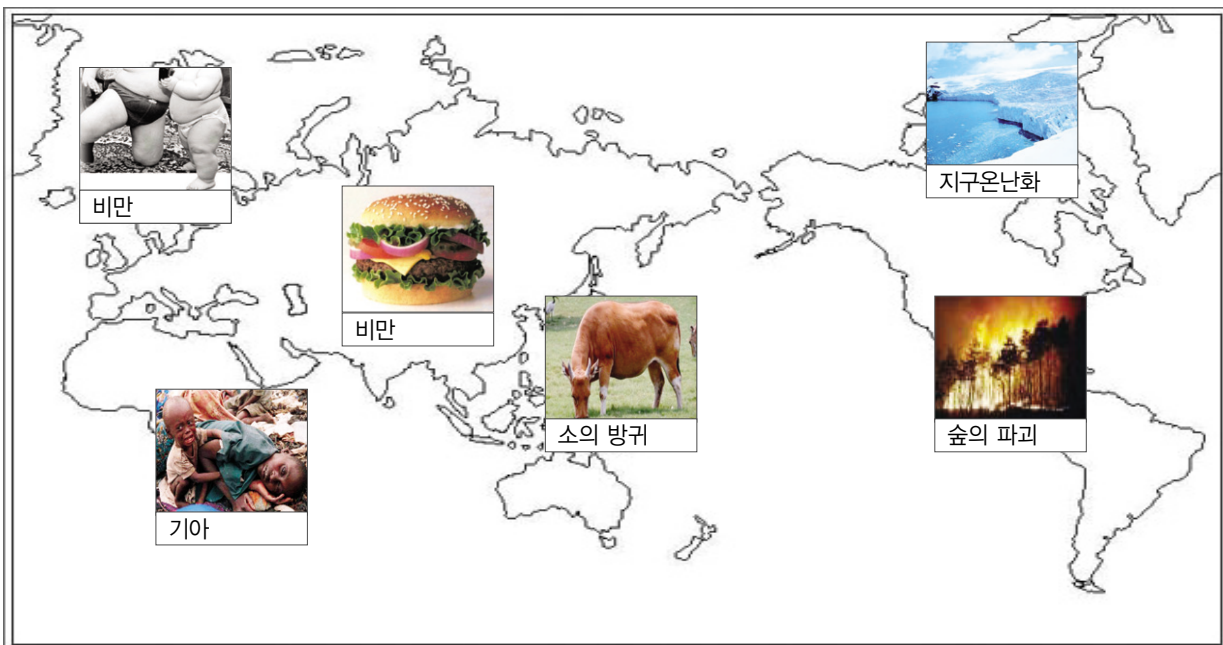 지구온난화
비만
비만
소의 방귀
숲의 파괴
기아